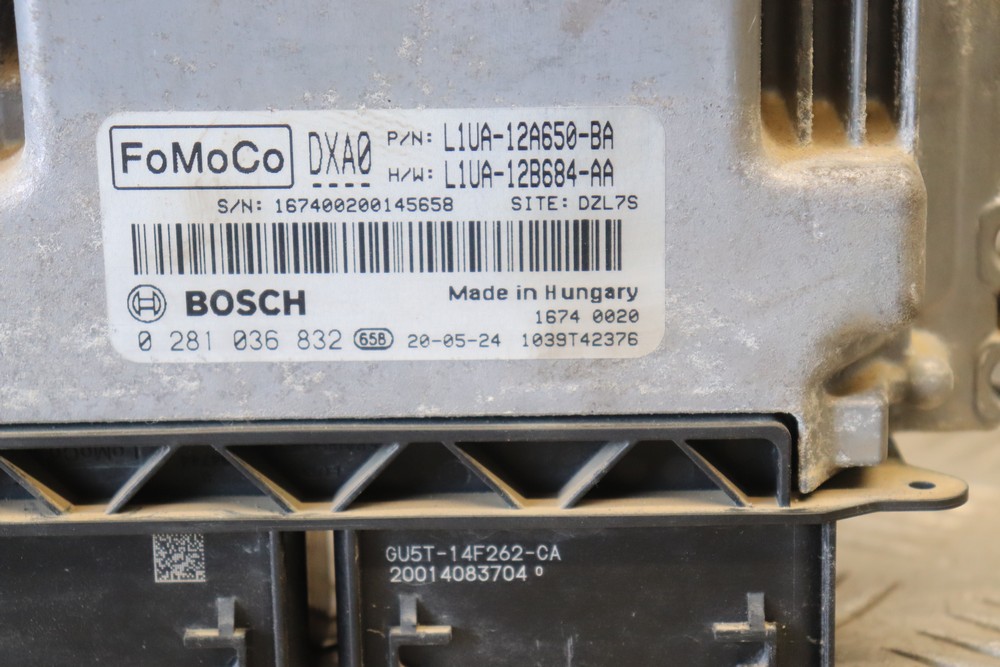 FoMoCo DXA0 P/N: L1UA-12A650-BA
H/W: L1UA-12B684-AA
S/N: 167400200145658 SITE: DZL7S
BOSCH Made in Hungary
1674 0020
0 281 036 832 658 20-05-24 1039T42376
GU5T-14F262-CA
20014083704 0